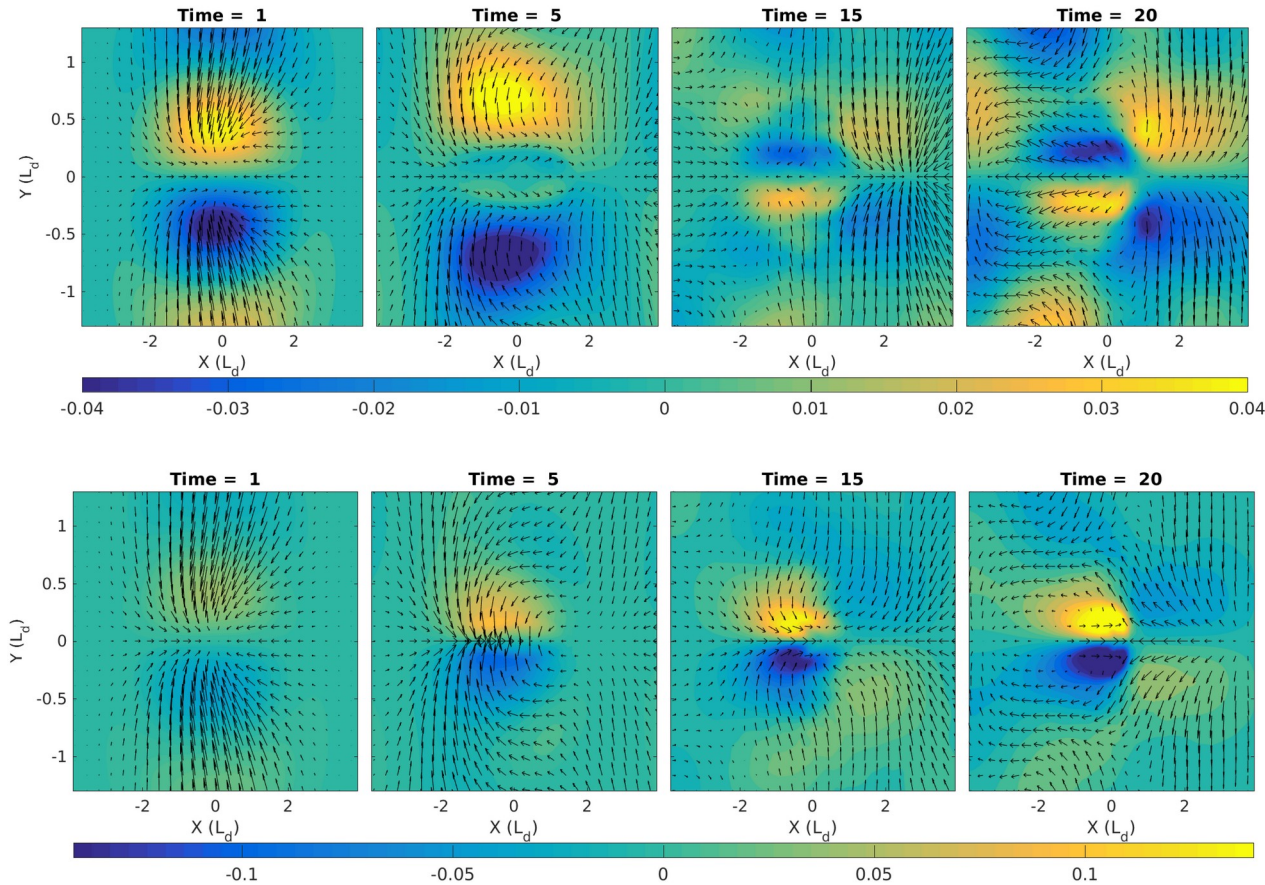 Time = 1 Time = 5 Time = 15 Time = 20
1
0.5
0
-0.5
-1
Y (L_d)
-2 0 2 -2 0 2 -2 0 2 -2 0 2
X (L_d) X (L_d) X (L_d) X (L_d)
-0.04 -0.03 -0.02 -0.01 0 0.01 0.02 0.03 0.04
Time = 1 Time = 5 Time = 15 Time = 20
1
0.5
0
-0.5
-1
Y (L_d)
-2 0 2 -2 0 2 -2 0 2 -2 0 2
X (L_d) X (L_d) X (L_d) X (L_d)
-0.1 -0.05 0 0.05 0.1